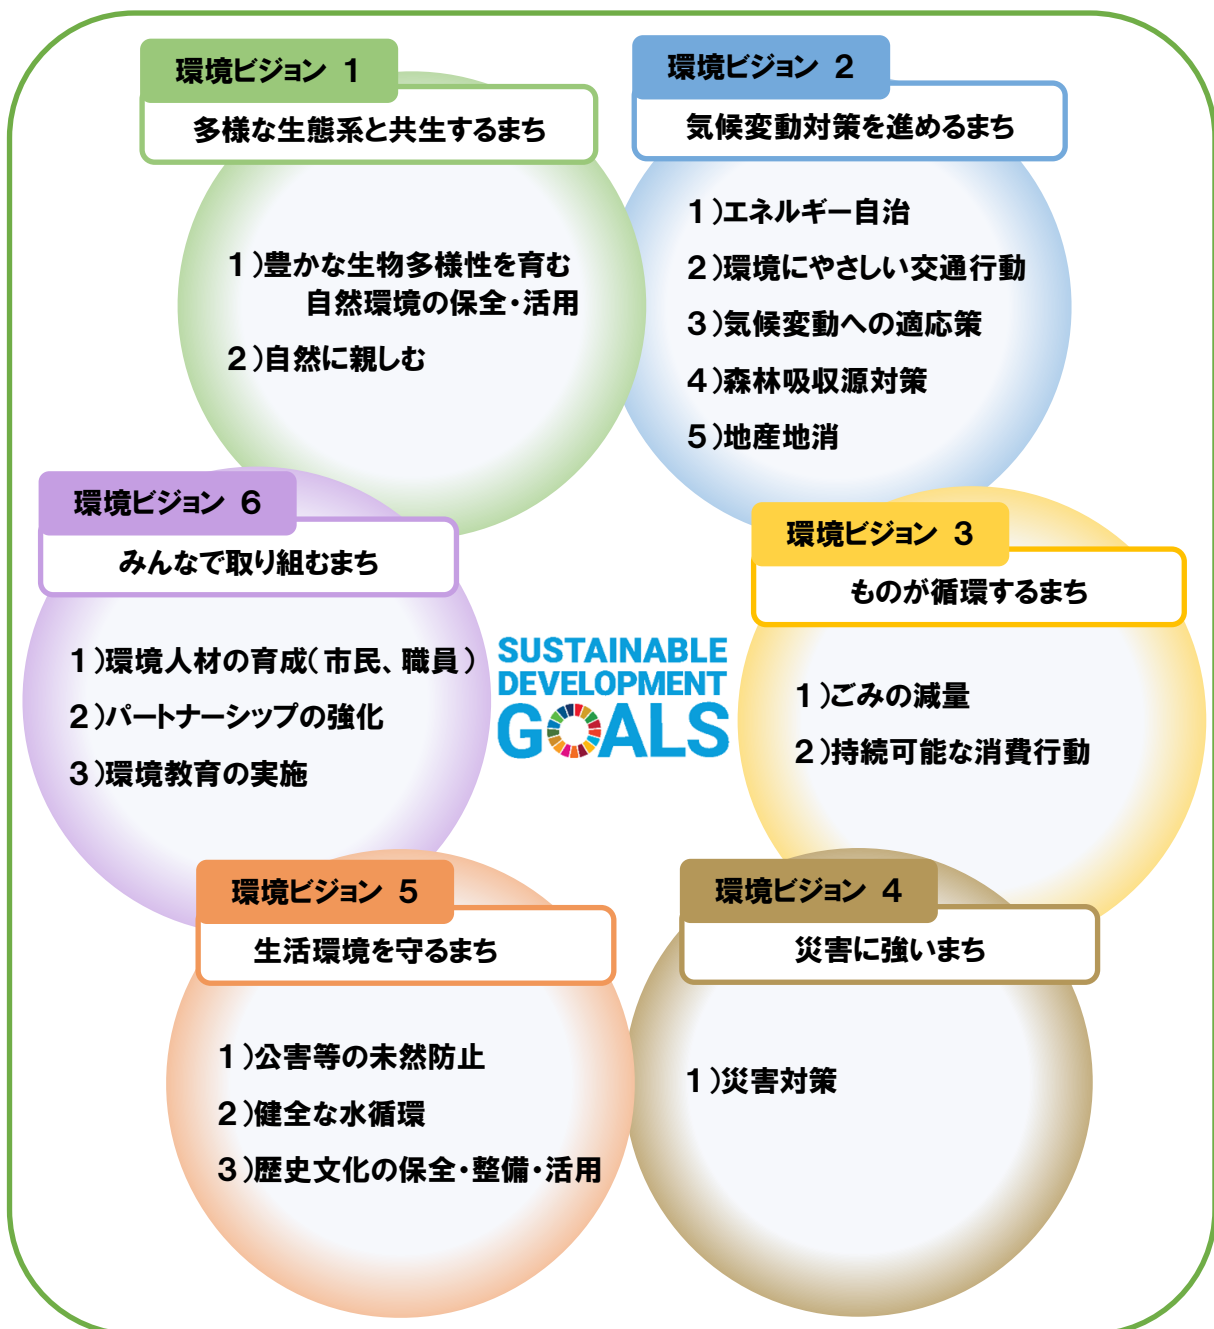 環境ビジョン 1
多様な生態系と共生するまち
1)豊かな生物多様性を育む
自然環境の保全・活用
2)自然に親しむ
環境ビジョン 2
気候変動対策を進めるまち
1)エネルギー自治
2)環境にやさしい交通行動
3)気候変動への適応策
4)森林吸収源対策
5)地産地消
環境ビジョン 3
ものが循環するまち
1)ごみの減量
2)持続可能な消費行動
環境ビジョン 4
災害に強いまち
1)災害対策
環境ビジョン 5
生活環境を守るまち
1)公害等の未然防止
2)健全な水循環
3)歴史文化の保全・整備・活用
環境ビジョン 6
みんなで取り組むまち
1)環境人材の育成(市民、職員)
2)パートナーシップの強化
3)環境教育の実施
SUSTAINABLE
DEVELOPMENT
GOALS